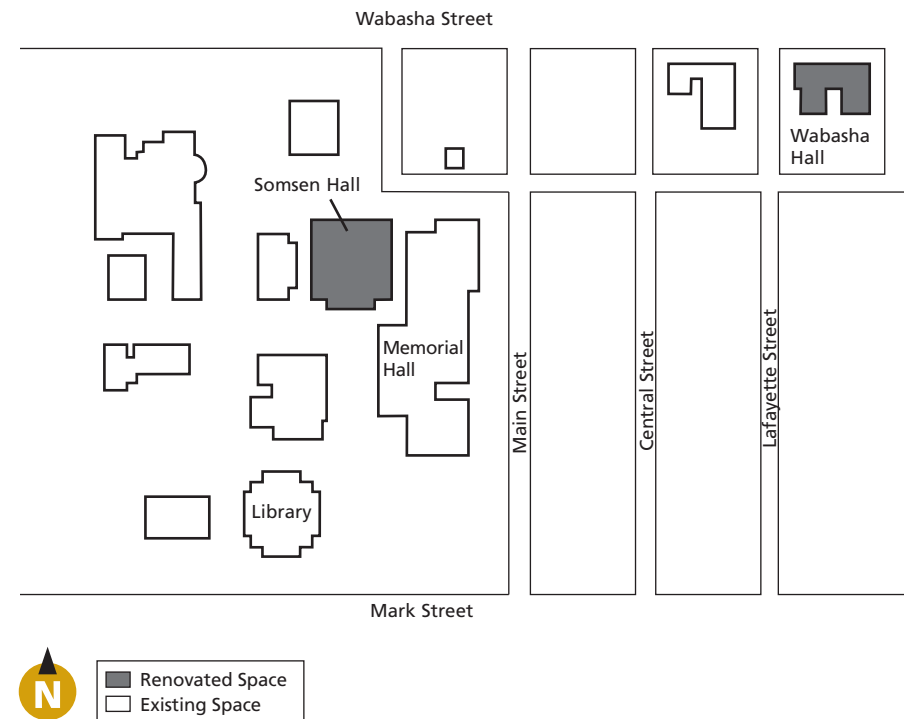 Wabasha Street
Wabasha
Hall
Somsen Hall
Memorial
Hall
Main Street
Central Street
Lafayette Street
Library
Mark Street
N
Renovated Space
Existing Space